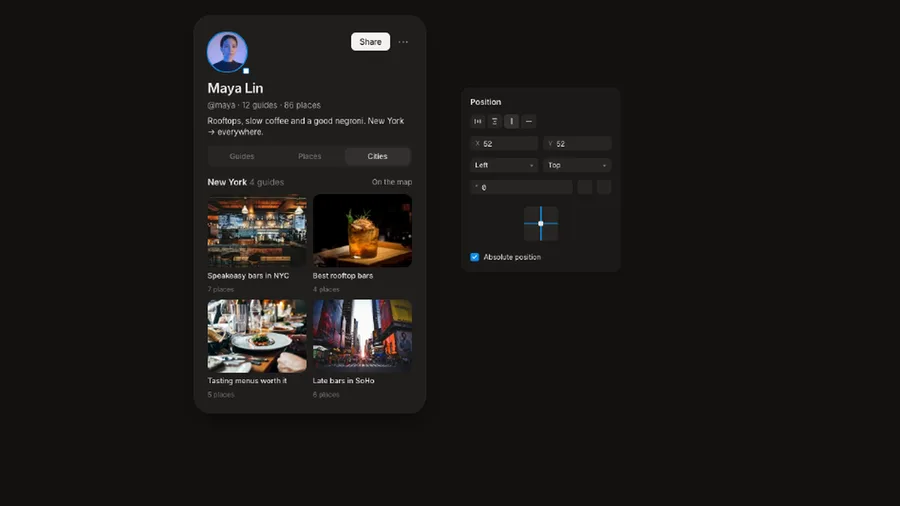 Share
Maya Lin
@maya · 12 guides · 86 places
Rooftops, slow coffee and a good negroni. New York
→ everywhere.
Guides Places Cities
New York 4 guides On the map
Speakeasy bars in NYC Best rooftop bars
7 places 4 places
Tasting menus worth it Late bars in SoHo
5 places 6 places
Position
X 52 Y 52
Left Top
° 0
Absolute position